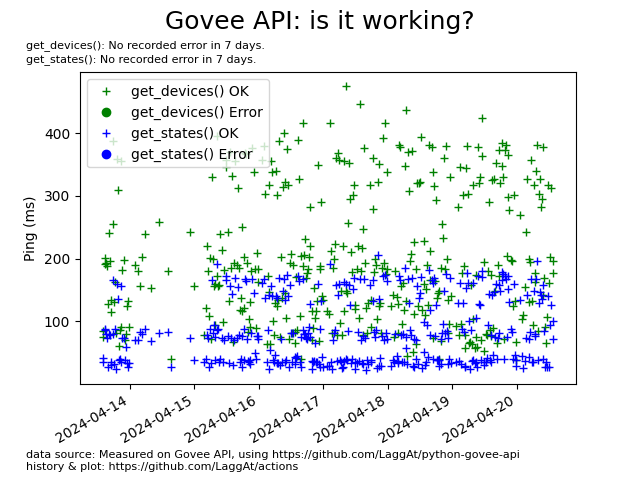 Govee API: is it working?
get_devices(): No recorded error in 7 days.
get_states(): No recorded error in 7 days.
get_devices() OK
get_devices() Error
get_states() OK
get_states() Error
Ping (ms)
400
300
200
100
2024-04-14
2024-04-15
2024-04-16
2024-04-17
2024-04-18
2024-04-19
2024-04-20
data source: Measured on Govee API, using https://github.com/LaggAt/python-govee-api
history & plot: https://github.com/LaggAt/actions